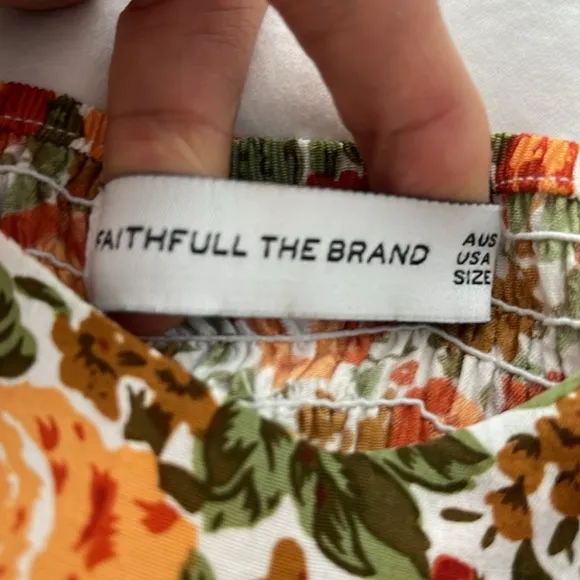 FAITHFULL THE BRAND
AUS
USA
SIZE